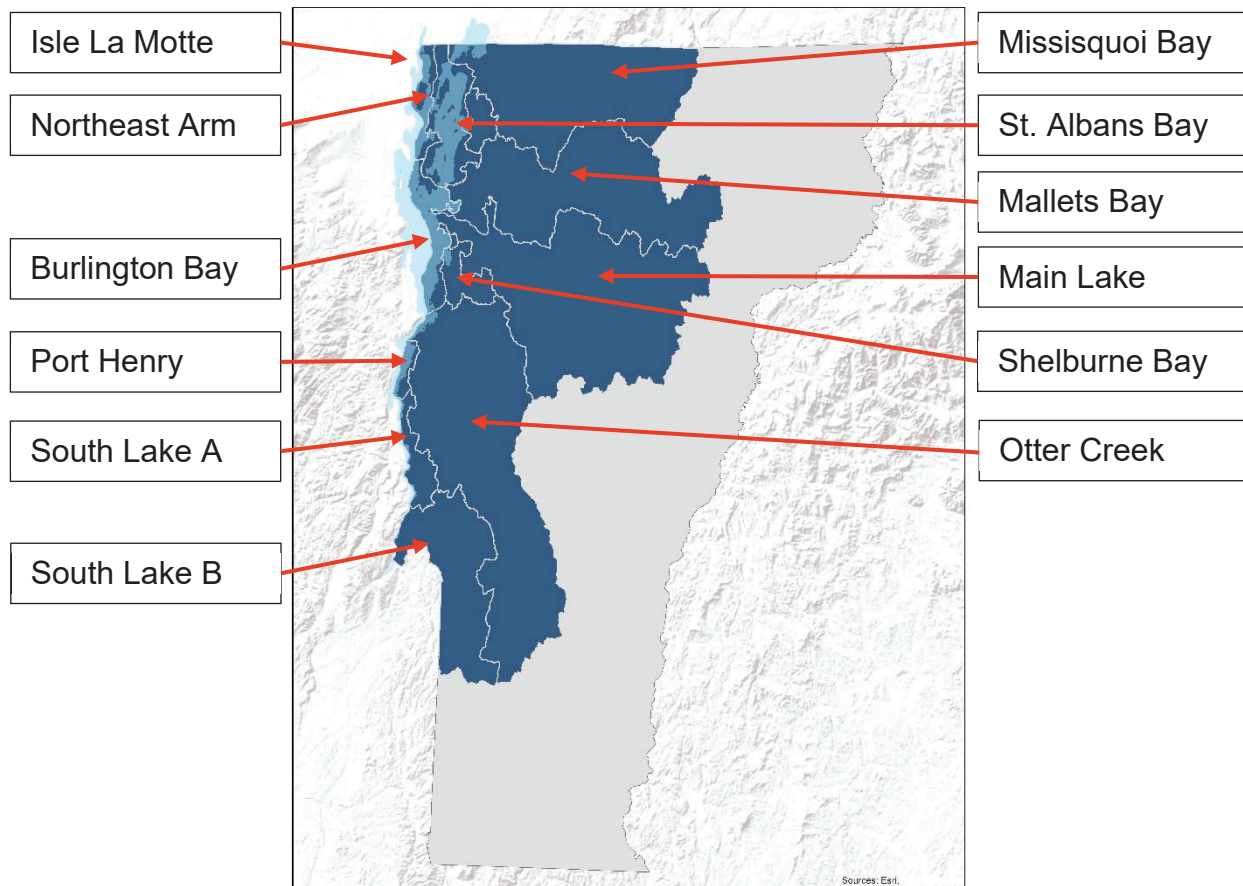 Isle La Motte
Northeast Arm
Burlington Bay
Port Henry
South Lake A
South Lake B
Missisquoi Bay
St. Albans Bay
Mallets Bay
Main Lake
Shelburne Bay
Otter Creek
Sources: Esri,